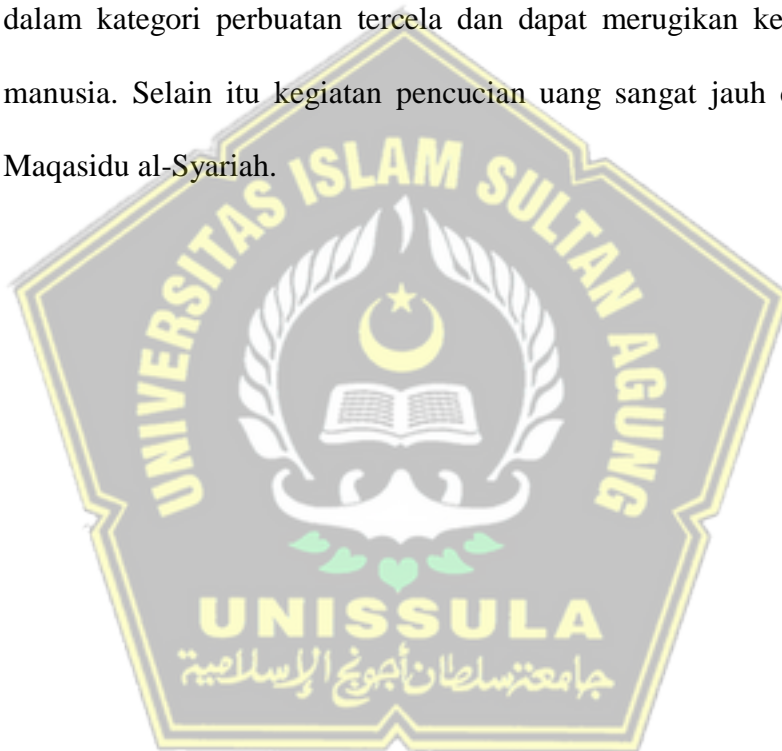 dalam kategori perbuatan tercela dan dapat merugikan
manusia. Selain itu kegiatan pencucian uang sangat jauh
Maqasidu al-Syariah.
UNIVERSITAS ISLAM SULTAN AGUNG
UNISSULA
جامعة سلطان أجونج الإسلامية